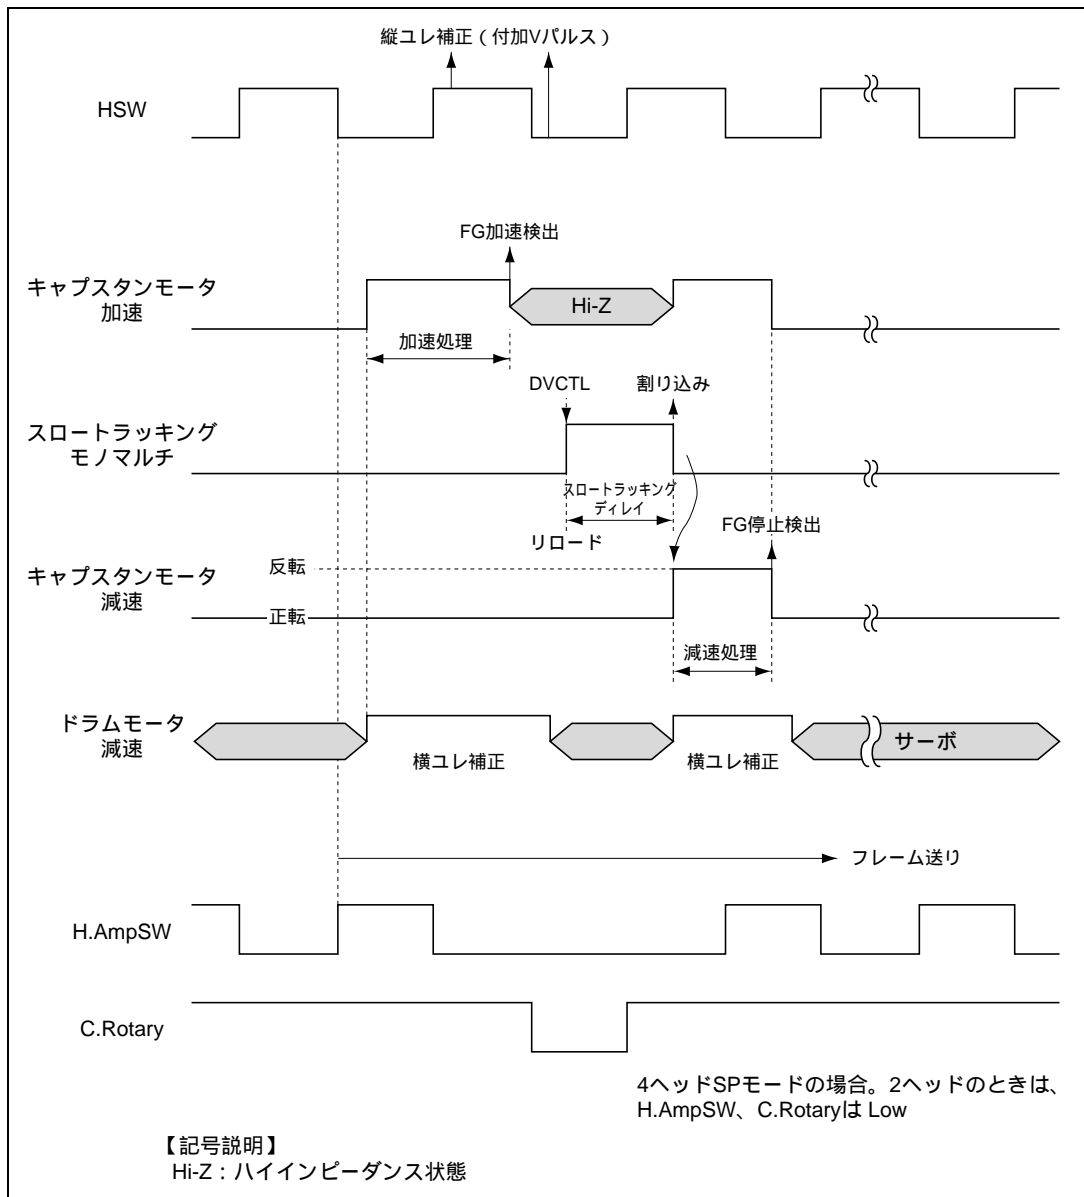 縦ユレ補正（付加Vパルス）
HSW
FG加速検出
キャプスタンモータ
加速
Hi-Z
加速処理
DVCTL
割り込み
スロートラッキング
モノマルチ
スロートラッキング
ディレイ
FG停止検出
リロード
反転
キャプスタンモータ
減速
正転
減速処理
ドラムモータ
減速
サーボ
横ユレ補正
横ユレ補正
フレーム送り
H.AmpSW
C.Rotary
4ヘッドSPモードの場合。2ヘッドのときは、
H.AmpSW、C.Rotaryは Low
【記号説明】
Hi-Z：ハイインピーダンス状態